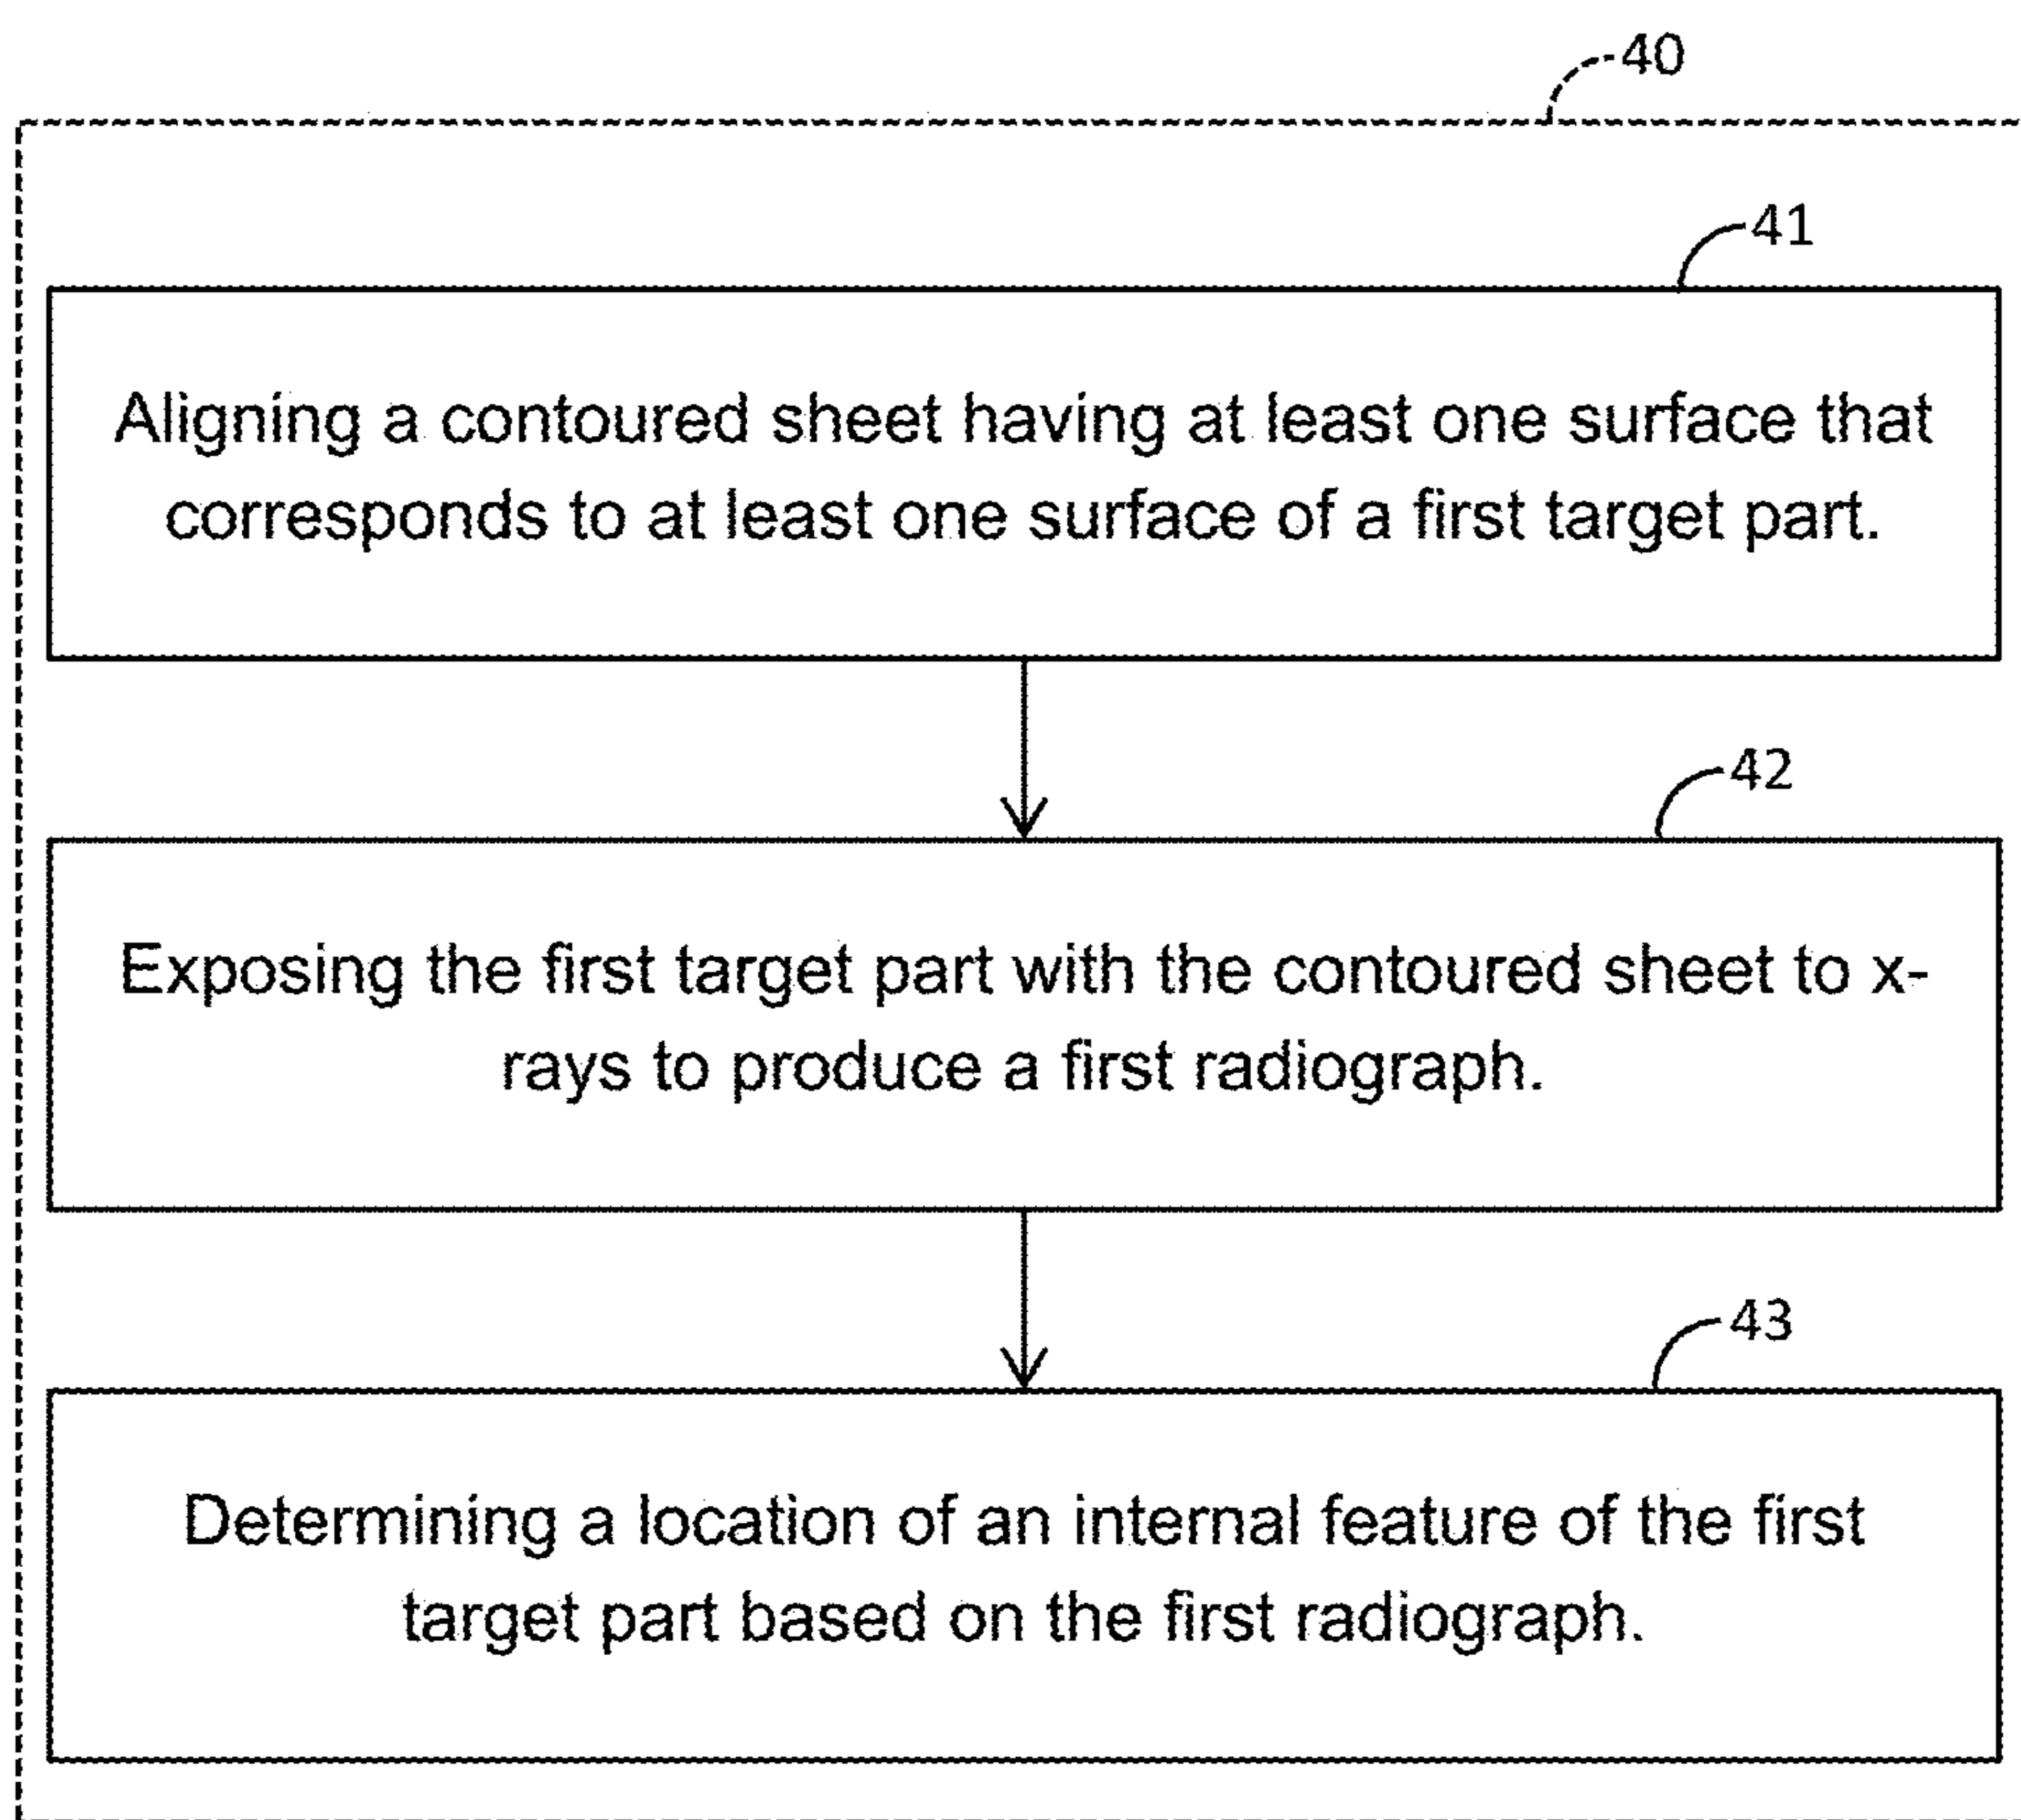 40
41
Aligning a contoured sheet having at least one surface that
corresponds to at least one surface of a first target part.
42
Exposing the first target part with the contoured sheet to x-
rays to produce a first radiograph.
43
Determining a location of an internal feature of the first
target part based on the first radiograph.